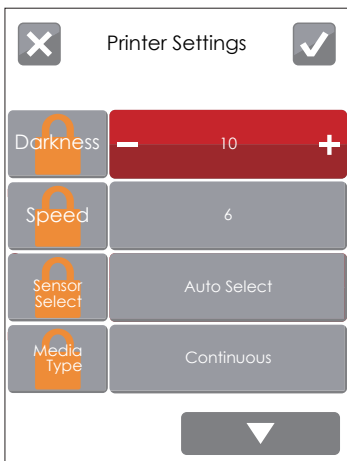 Printer Settings
Darkness
− 10 +
Speed
6
Sensor
Select
Auto Select
Media
Type
Continuous